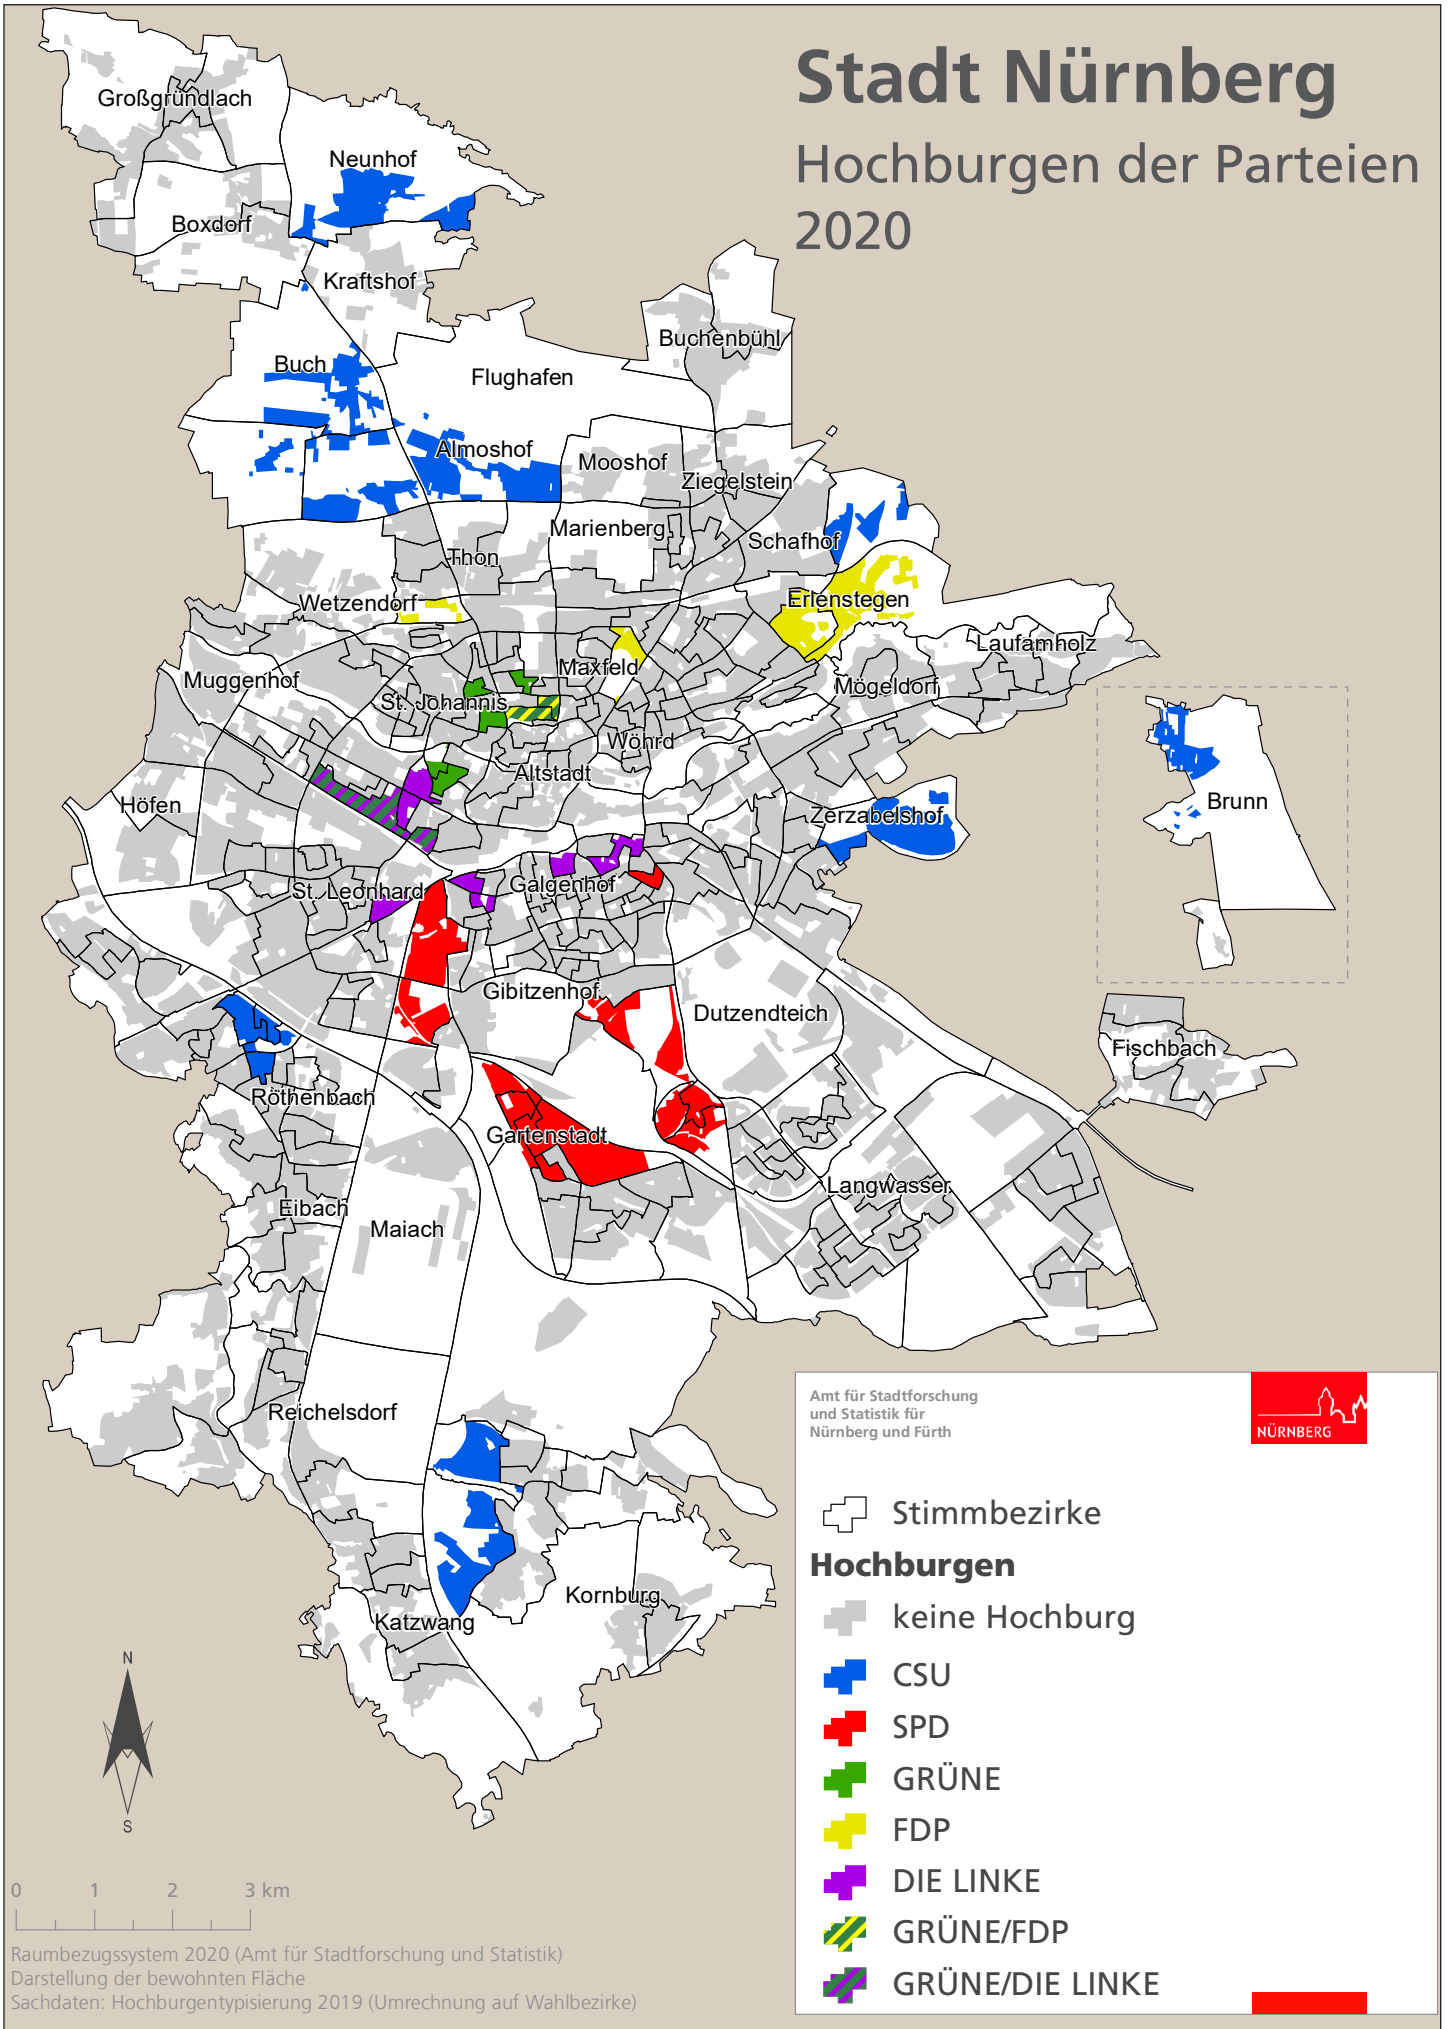 Stadt Nürnberg
Hochburgen der Parteien
2020
Großgründlach
Neunhof
Boxdorf
Kraftshof
Buchenbühl
Buch
Flughafen
Almoshof
Mooshof
Ziegelstein
Marienberg
Schafhof
Thon
Wetzendorf
Erlenstegen
Laufamholz
Maxfeld
Muggenhof
Mögeldorf
St. Johannis
Wöhrd
Altstadt
Höfen
Brunn
Zerzabelshof
St. Leonhard
Galgenhof
Gibitzenhof
Dutzendteich
Fischbach
Röthenbach
Gartenstadt
Langwasser
Eibach
Maiach
Reichelsdorf
Kornburg
Katzwang
Amt für Stadtforschung
und Statistik für
Nürnberg und Fürth
NÜRNBERG
Stimmbezirke
Hochburgen
keine Hochburg
CSU
SPD
GRÜNE
FDP
DIE LINKE
GRÜNE/FDP
GRÜNE/DIE LINKE
N
S
0 1 2 3 km
Raumbezugssystem 2020 (Amt für Stadtforschung und Statistik)
Darstellung der bewohnten Fläche
Sachdaten: Hochburgentypisierung 2019 (Umrechnung auf Wahlbezirke)